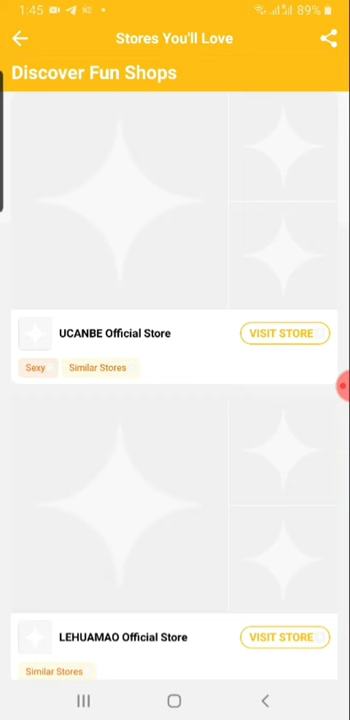 1:45
89%
Stores You'll Love
Discover Fun Shops
UCANBE Official Store
VISIT STORE
Sexy
Similar Stores
LEHUAMAO Official Store
VISIT STORE
Similar Stores